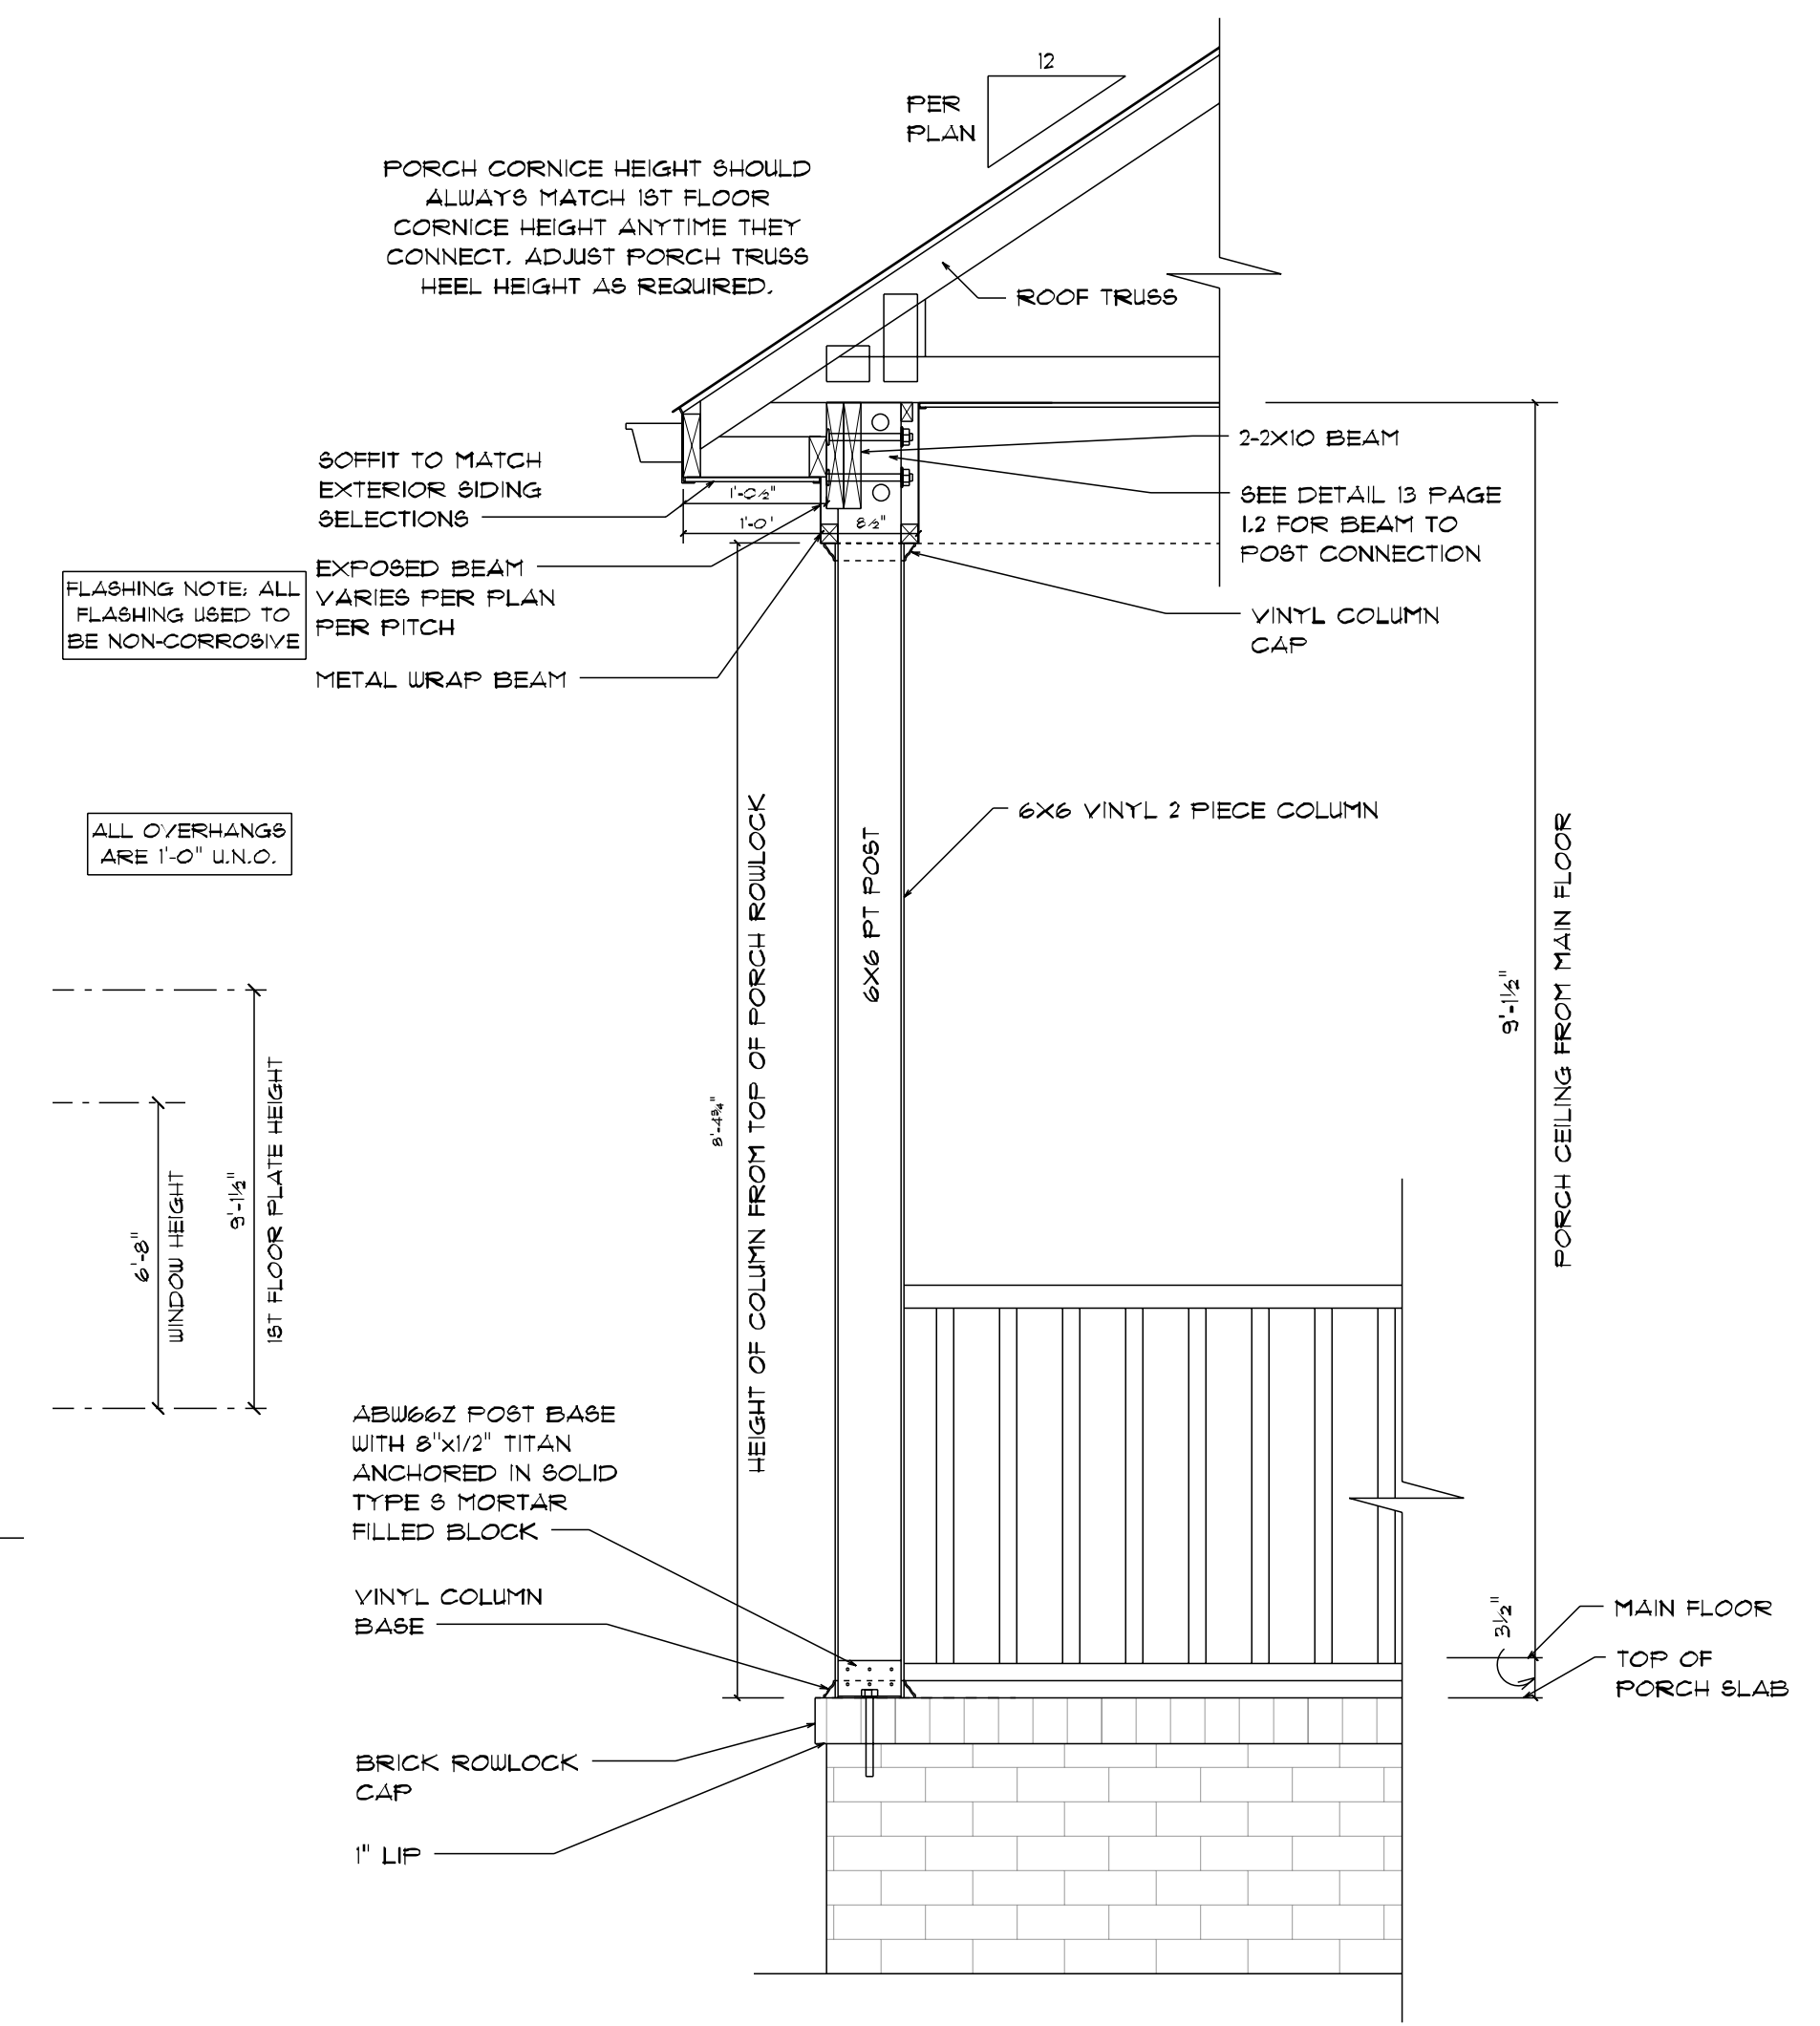 12
PER
PLAN
PORCH CORNICE HEIGHT SHOULD
ALWAYS MATCH 1ST FLOOR
CORNICE HEIGHT ANYTIME THEY
CONNECT. ADJUST PORCH TRUSS
HEEL HEIGHT AS REQUIRED.
ROOF TRUSS
2-2X10 BEAM
SOFFIT TO MATCH
EXTERIOR SIDING
SELECTIONS
1'-0½"
1'-0'
8½"
SEE DETAIL 13 PAGE
1.2 FOR BEAM TO
POST CONNECTION
EXPOSED BEAM
VARIES PER PLAN
PER PITCH
FLASHING NOTE: ALL
FLASHING USED TO
BE NON-CORROSIVE
VINYL COLUMN
CAP
METAL WRAP BEAM
ALL OVERHANGS
ARE 1'-0" U.N.O.
6X6 VINYL 2 PIECE COLUMN
6X6 PT POST
HEIGHT OF COLUMN FROM TOP OF PORCH ROWLOCK
8'-4¾"
9'-1½"
PORCH CEILING FROM MAIN FLOOR
6'-8"
WINDOW HEIGHT
9'-1½"
1ST FLOOR PLATE HEIGHT
ABW66Z POST BASE
WITH 8"x1/2" TITAN
ANCHORED IN SOLID
TYPE S MORTAR
FILLED BLOCK
VINYL COLUMN
BASE
3½"
MAIN FLOOR
TOP OF
PORCH SLAB
BRICK ROWLOCK
CAP
1" LIP